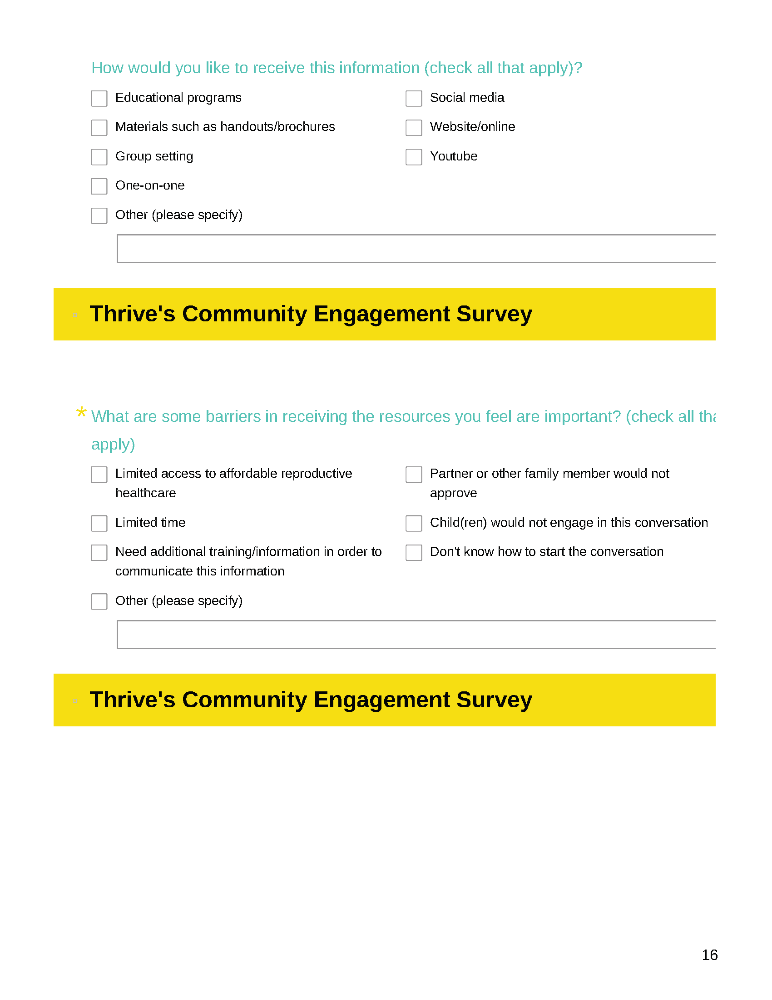 How would you like to receive this information (check all that apply)?
Educational programs
Materials such as handouts/brochures
Group setting
One-on-one
Social media
Website/online
Youtube
Other (please specify)
Thrive's Community Engagement Survey
* What are some barriers in receiving the resources you feel are important? (check all
apply)
Limited access to affordable reproductive
healthcare
Limited time
Need additional training/information in order to
communicate this information
Partner or other family member would not
approve
Child(ren) would not engage in this conversation
Don't know how to start the conversation
Other (please specify)
Thrive's Community Engagement Survey
16